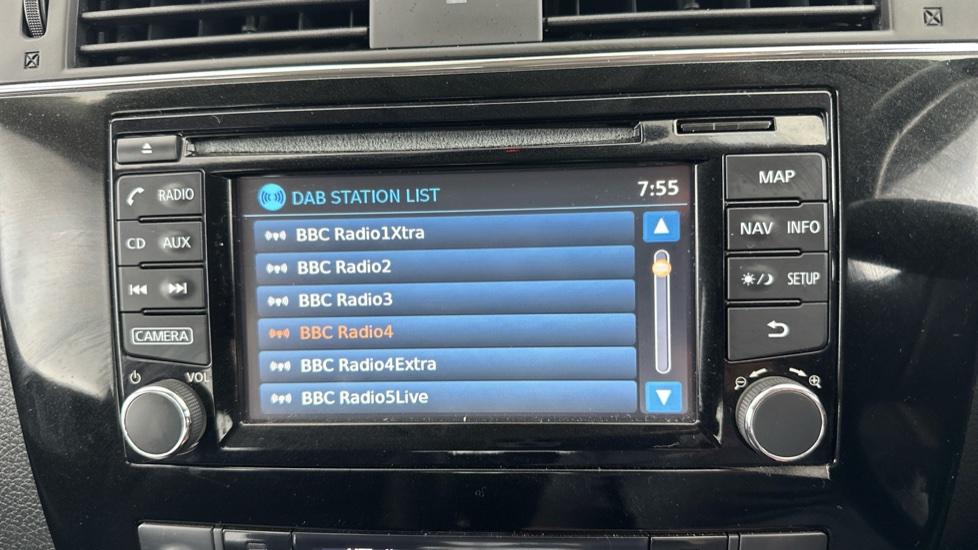 RADIO
CD AUX
CAMERA
VOL
DAB STATION LIST 7:55
BBC Radio1Xtra
BBC Radio2
BBC Radio3
BBC Radio4
BBC Radio4Extra
BBC Radio5Live
MAP
NAV INFO
SETUP